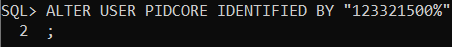 SQL> ALTER USER PIDCORE IDENTIFIED BY "123321500%"
2 ;